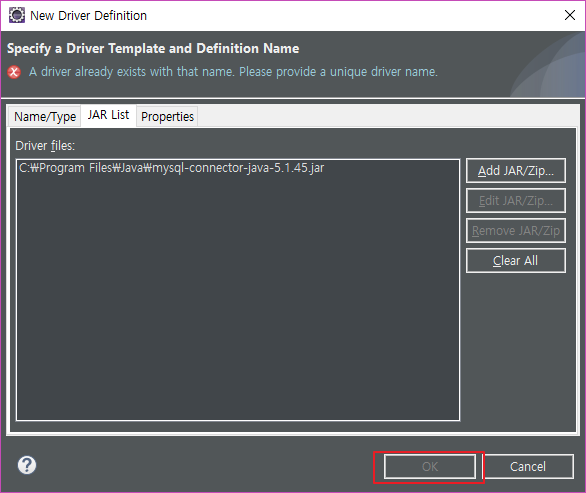 New Driver Definition
Specify a Driver Template and Definition Name
A driver already exists with that name. Please provide a unique driver name.
Name/Type JAR List Properties
Driver files:
C:₩Program Files₩Java₩mysql-connector-java-5.1.45.jar
Add JAR/Zip...
Edit JAR/Zip...
Remove JAR/Zip
Clear All
?
OK Cancel